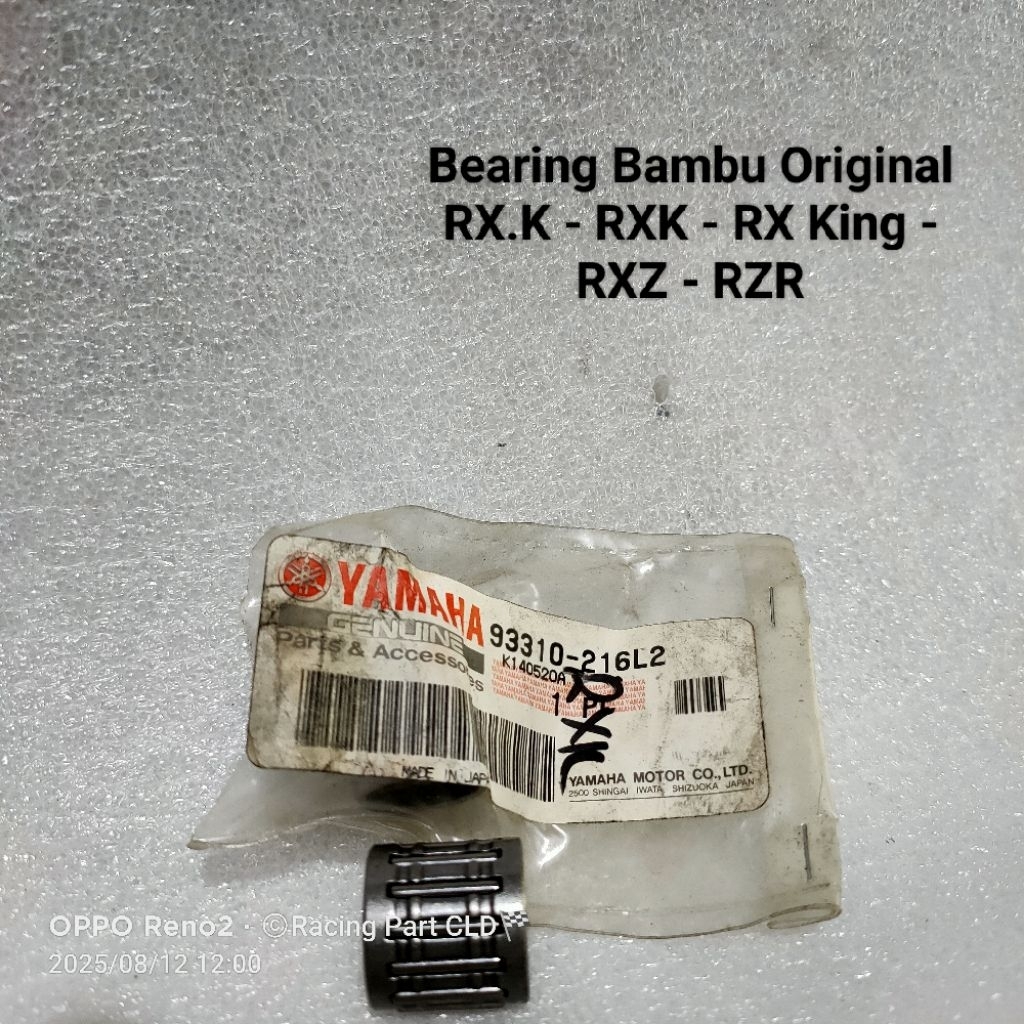 Bearing Bambu Original
RX.K - RXK - RX King -
RXZ - RZR
YAMAHA
GENUINE
Parts & Accessories
93310-216L2
K140520A
1 P
RXK
MADE IN JAPAN
YAMAHA MOTOR CO., LTD.
2500 SHINGAI IWATA SHIZUOKA JAPAN
OPPO Reno2 · ©Racing Part CLD🏁
2025/08/12 12:00